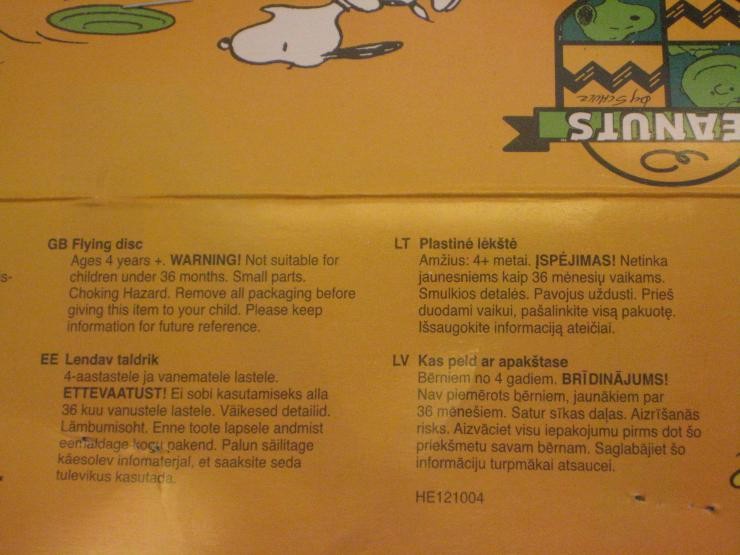 by SCHULZ
EANUTS
GB Flying disc
Ages 4 years +. WARNING! Not suitable for
children under 36 months. Small parts.
Choking Hazard. Remove all packaging before
giving this item to your child. Please keep
information for future reference.
EE Lendav taldrik
4-aastastele ja vanematele lastele.
ETTEVAATUST! Ei sobi kasutamiseks alla
36 kuu vanustele lastele. Väikesed detailid.
Lämbumisoht. Enne toote lapsele andmist
eemaldage kogu pakend. Palun säilitage
käesolev infomaterjal, et saaksite seda
tulevikus kasutada.
LT Plastinė lėkštė
Amžius: 4+ metai. ĮSPĖJIMAS! Netinka
jaunesniems kaip 36 mėnesių vaikams.
Smulkios detalės. Pavojus uždusti. Prieš
duodami vaikui, pašalinkite visą pakuotę.
Išsaugokite informaciją ateičiai.
LV Kas peld ar apakštase
Bērniem no 4 gadiem. BRĪDINĀJUMS!
Nav piemērots bērniem, jaunākiem par
36 mēnešiem. Satur sīkas daļas. Aizrīšanās
risks. Aizvāciet visu iepakojumu pirms dot šo
priekšmetu savam bērnam. Saglabājiet šo
informāciju turpmākai atsaucei.
HE121004